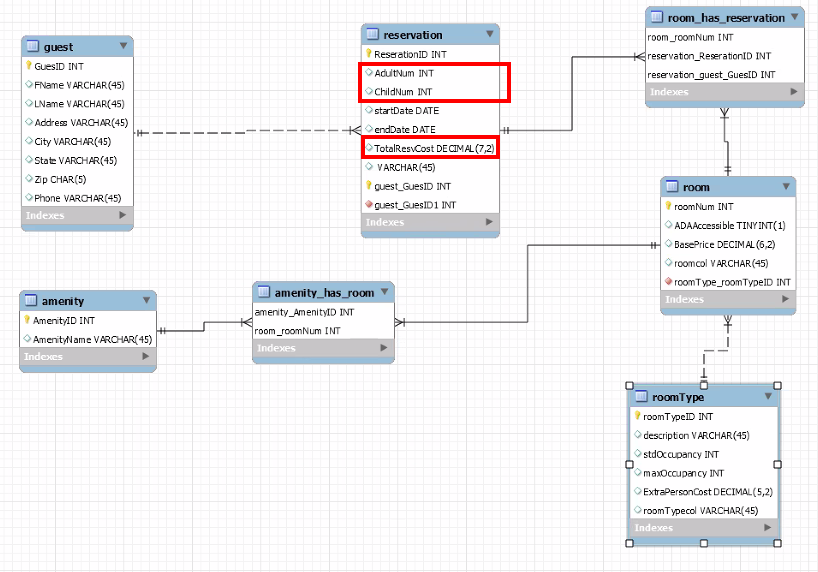 guest
GuesID INT
FName VARCHAR(45)
LName VARCHAR(45)
Address VARCHAR(45)
City VARCHAR(45)
State VARCHAR(45)
Zip CHAR(5)
Phone VARCHAR(45)
Indexes
reservation
ReserationID INT
AdultNum INT
ChildNum INT
startDate DATE
endDate DATE
TotalResvCost DECIMAL(7,2)
VARCHAR(45)
guest_GuesID INT
guest_GuesID1 INT
Indexes
room_has_reservation
room_roomNum INT
reservation_ReserationID INT
reservation_guest_GuesID INT
Indexes
room
roomNum INT
ADAAccessible TINYINT(1)
BasePrice DECIMAL(6,2)
roomcol VARCHAR(45)
roomType_roomTypeID INT
Indexes
amenity
AmenityID INT
AmenityName VARCHAR(45)
Indexes
amenity_has_room
amenity_AmenityID INT
room_roomNum INT
Indexes
roomType
roomTypeID INT
description VARCHAR(45)
stdOccupancy INT
maxOccupancy INT
ExtraPersonCost DECIMAL(5,2)
roomTypecol VARCHAR(45)
Indexes